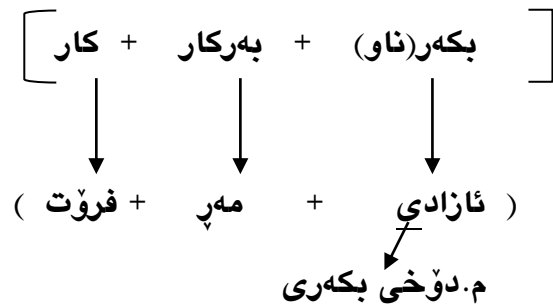 [ بکەر(ناو) + بەرکار + کار ]
( ئازادی + مەڕ + فرۆت )
م.دۆخی بکەری